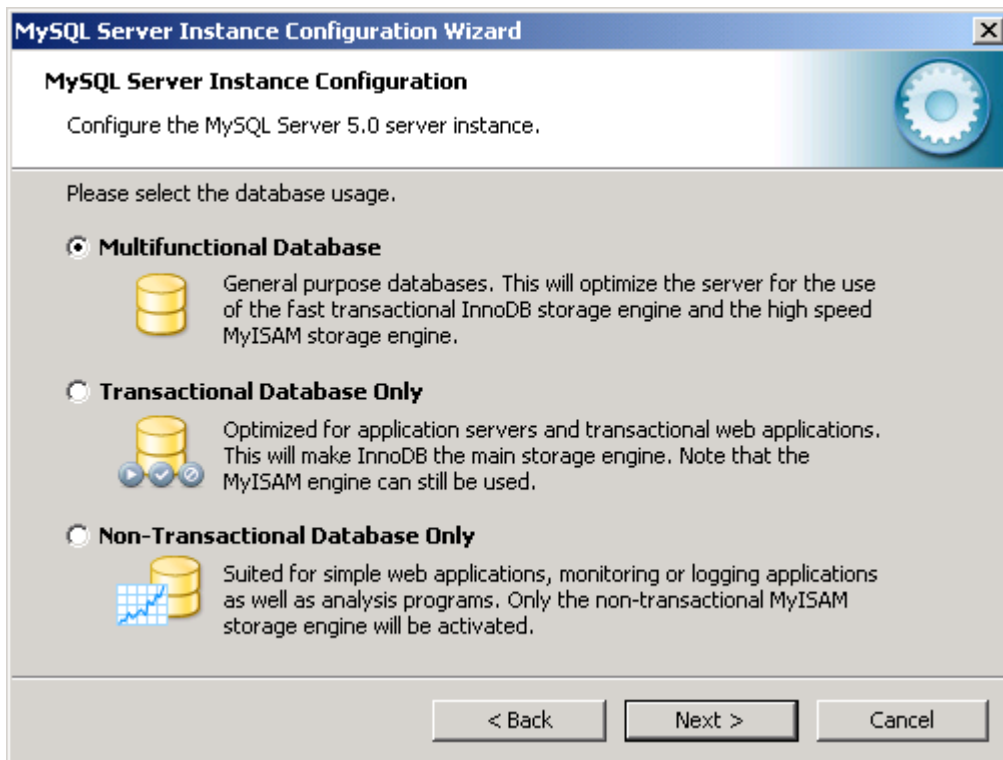 MySQL Server Instance Configuration Wizard
MySQL Server Instance Configuration
Configure the MySQL Server 5.0 server instance.
Please select the database usage.
Multifunctional Database
General purpose databases. This will optimize the server for the use
of the fast transactional InnoDB storage engine and the high speed
MyISAM storage engine.
Transactional Database Only
Optimized for application servers and transactional web applications.
This will make InnoDB the main storage engine. Note that the
MyISAM engine can still be used.
Non-Transactional Database Only
Suited for simple web applications, monitoring or logging applications
as well as analysis programs. Only the non-transactional MyISAM
storage engine will be activated.
< Back Next > Cancel